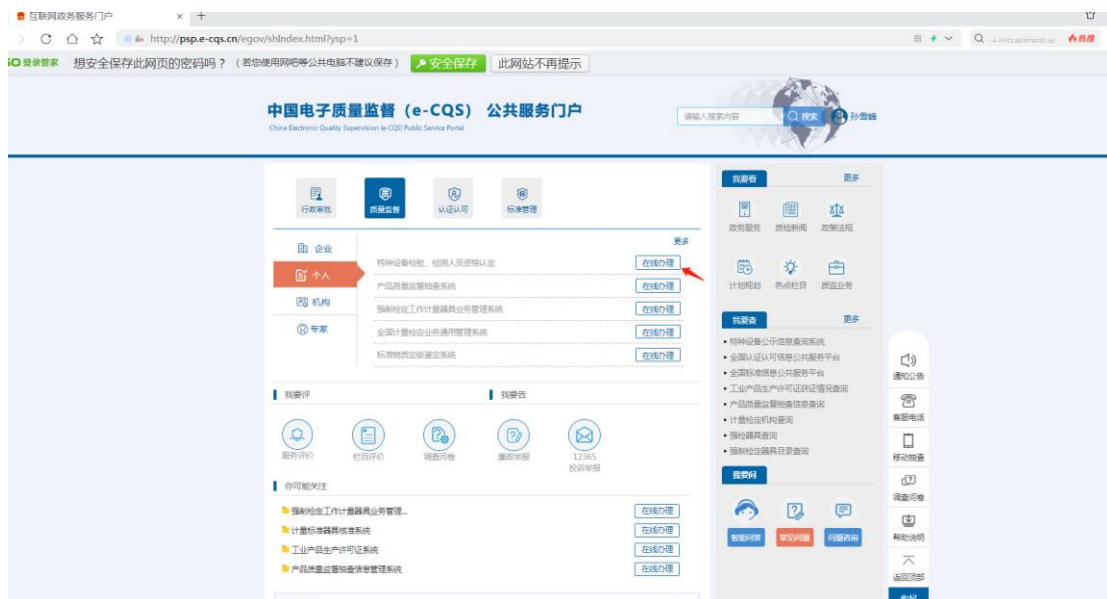 互联网政务服务门户
http://psp.e-cqs.cn/egov/shIndex.html?ysp=1
点搜
登录管家 想安全保存此网页的密码吗？（若您使用网吧等公共电脑不建议保存） 安全保存 此网站不再提示
中国电子质量监督（e-CQS） 公共服务门户
China Electronic Quality Supervision (e-CQS) Public Service Portal
请输入搜索内容 搜索 孙雪峰
行政审批 质量监督 认证认可 标准管理
更多
企业
个人
机构
专家
特种设备检验、检测人员资格认定 在线办理
产品质量监督抽查系统 在线办理
强制检定工作计量器具业务管理系统 在线办理
全国计量检定业务通用管理系统 在线办理
标准物质定级鉴定系统 在线办理
我要评 我要告
服务评价 栏目评价 调查问卷 廉政举报 12365
投诉举报
你可能关注
强制检定工作计量器具业务管理... 在线办理
计量标准器具核准系统 在线办理
工业产品生产许可证系统 在线办理
产品质量监督抽查信息管理系统 在线办理
我要看 更多
政务服务 质检新闻 政策法规
计划规划 热点栏目 质监业务
我要查 更多
特种设备公示信息查询系统
全国认证认可信息公共服务平台
全国标准信息公共服务平台
工业产品生产许可证获证情况查询
产品质量监督抽查信息查询
计量检定机构查询
强检器具查询
强制检定器具目录查询
我要问
智能问答 常见问题 问题咨询
通知公告
客服电话
移动抽查
调查问卷
帮助说明
返回顶部
收起